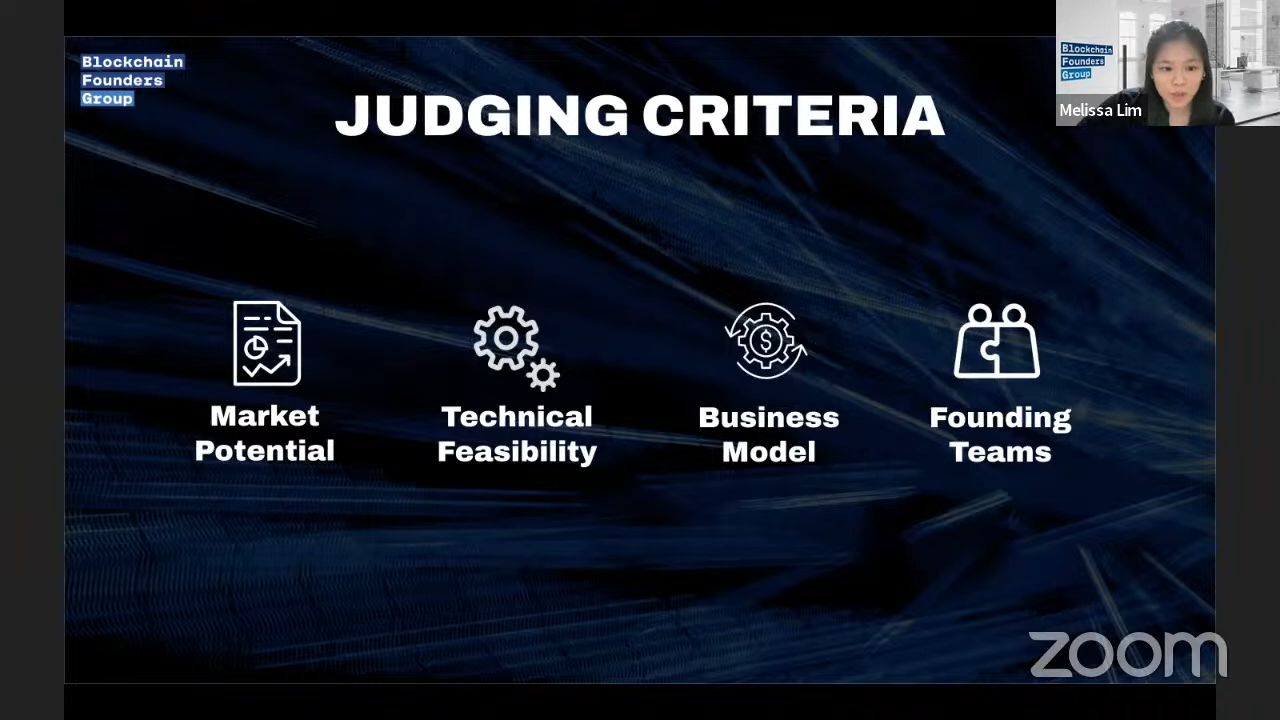 Blockchain
Founders
Group
JUDGING CRITERIA
Blockchain
Founders
Group
Melissa Lim
Market
Potential
Technical
Feasibility
Business
Model
Founding
Teams
zoom